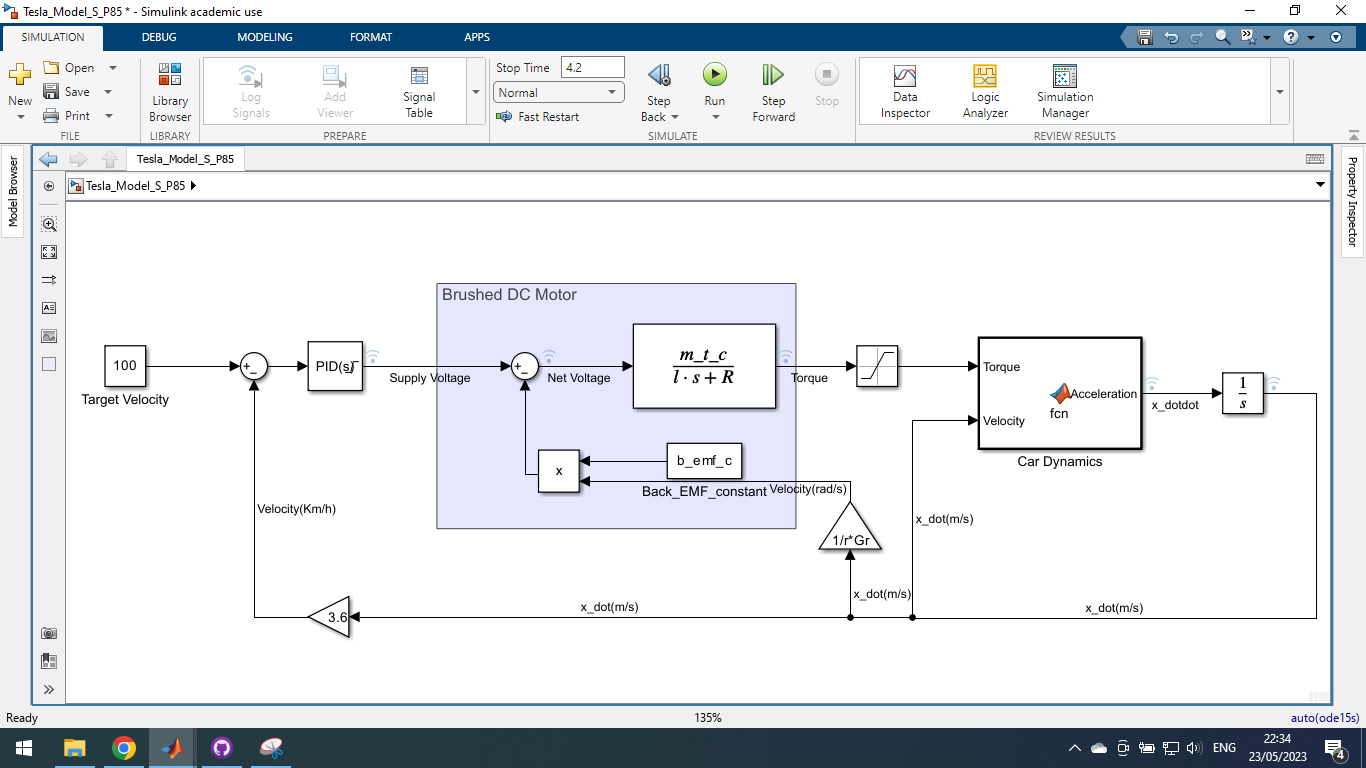 Tesla_Model_S_P85 * - Simulink academic use
SIMULATION DEBUG MODELING FORMAT APPS
New
Open
Save
Print
FILE
Library
Browser
LIBRARY
Log
Signals
Add
Viewer
Signal
Table
PREPARE
Stop Time 4.2
Normal
Fast Restart
Step
Back
Run
Step
Forward
Stop
SIMULATE
Data
Inspector
Logic
Analyzer
Simulation
Manager
REVIEW RESULTS
Model Browser
Tesla_Model_S_P85
Tesla_Model_S_P85
Property Inspector
Brushed DC Motor
100
Target Velocity
+
_
PID(s)
Supply Voltage
+
_
Net Voltage
m_t_c
l · s + R
Torque
Torque
Velocity
fcn
Acceleration
Car Dynamics
x_dotdot
1
s
x
b_emf_c
Back_EMF_constant
Velocity(rad/s)
1/r*Gr
Velocity(Km/h)
x_dot(m/s)
x_dot(m/s)
x_dot(m/s)
x_dot(m/s)
3.6
Ready
135%
auto(ode15s)
ENG
22:34
23/05/2023
4